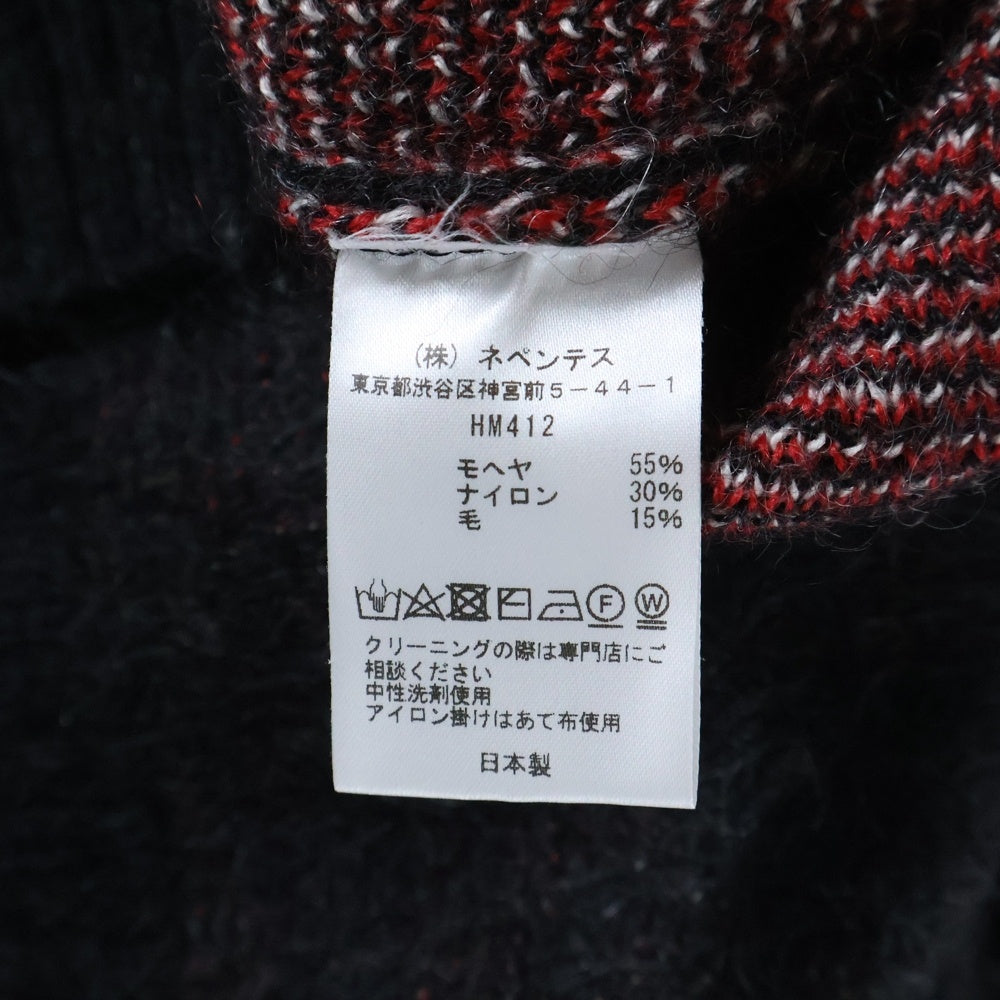 （株）ネペンテス
東京都渋谷区神宮前５－４４－１
HM412
モヘヤ 55%
ナイロン 30%
毛 15%
F W
クリーニングの際は専門店にご
相談ください
中性洗剤使用
アイロン掛けはあて布使用
日本製